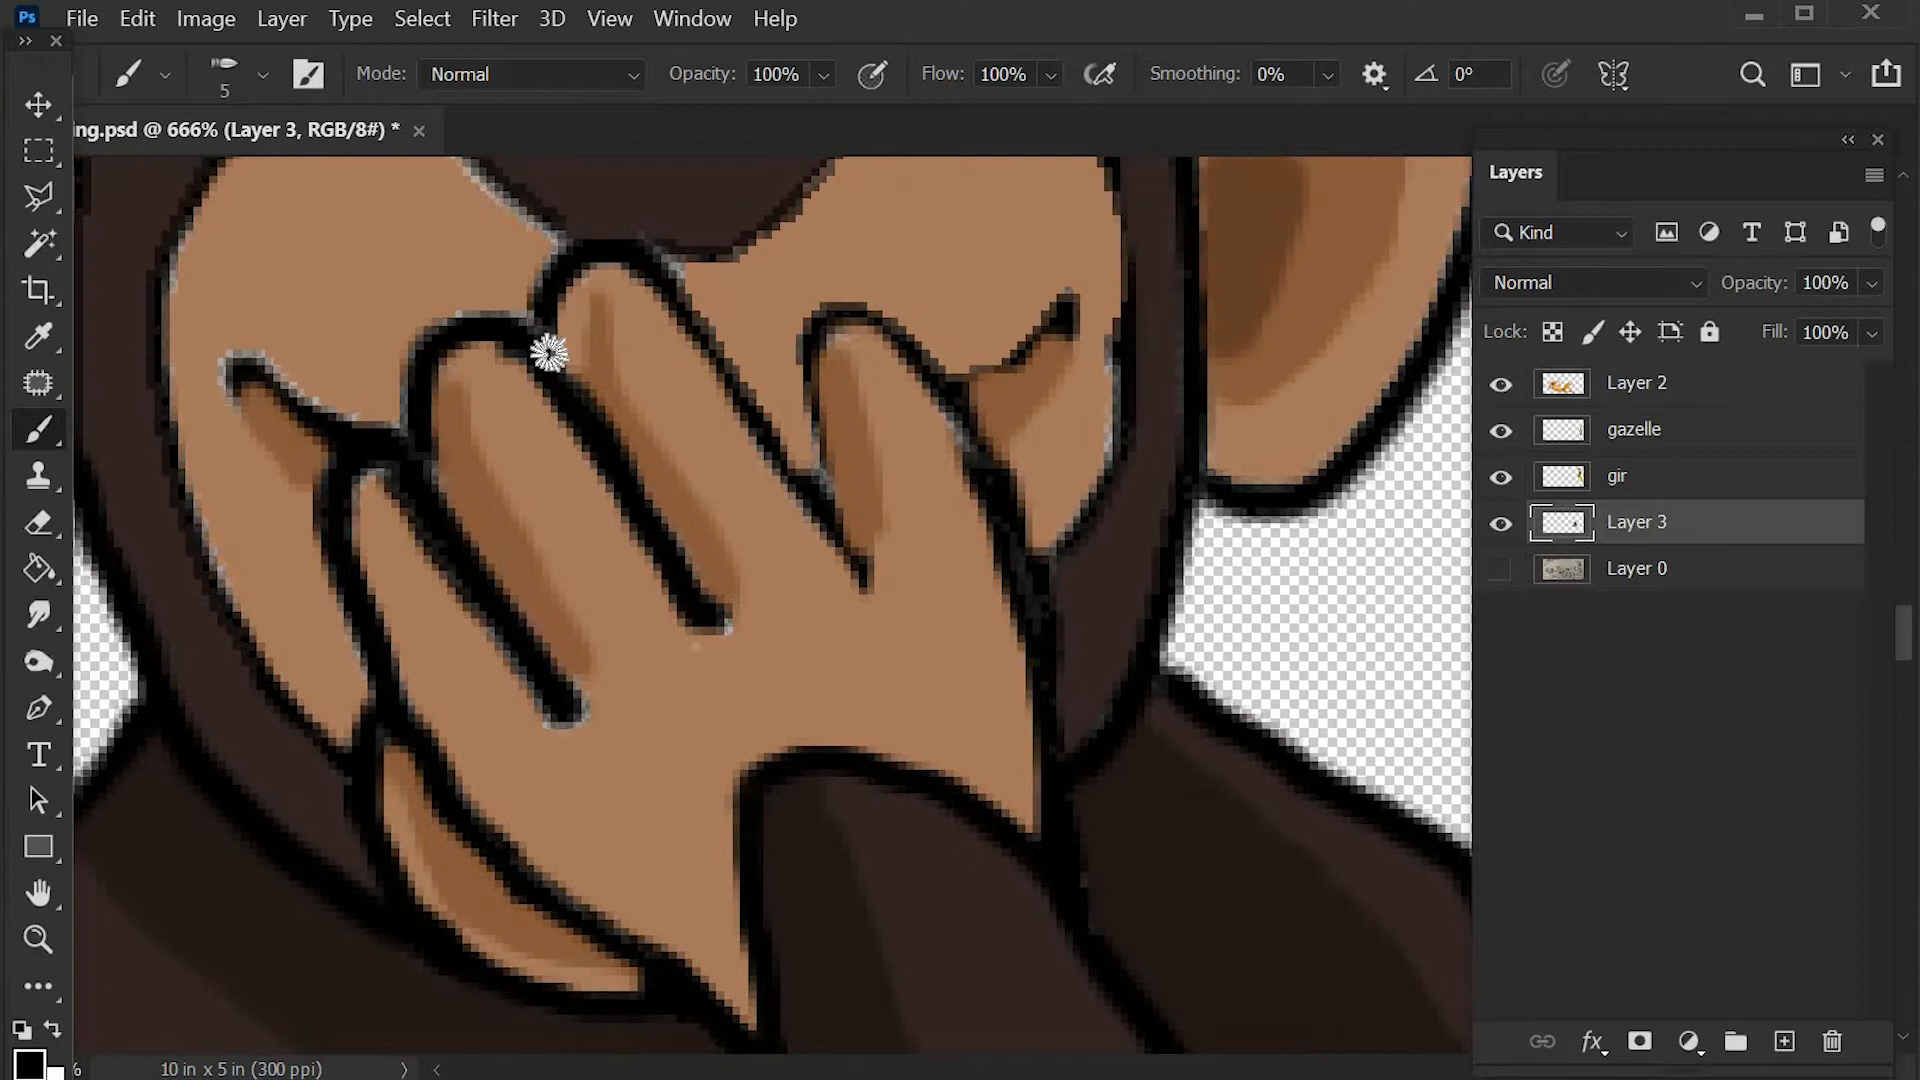 Ps File Edit Image Layer Type Select Filter 3D View Window Help
5 Mode: Normal Opacity: 100% Flow: 100% Smoothing: 0% 0°
ing.psd @ 666% (Layer 3, RGB/8#) *
Layers
Kind
Normal Opacity: 100%
Lock: Fill: 100%
Layer 2
gazelle
gir
Layer 3
Layer 0
fx
% 10 in x 5 in (300 ppi)